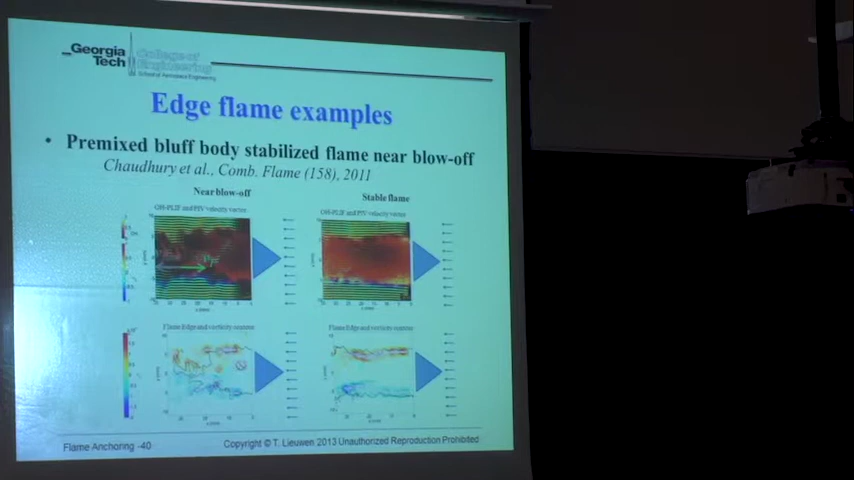 Georgia
Tech
College of
Engineering
School of Aerospace Engineering
Edge flame examples
• Premixed bluff body stabilized flame near blow-off
Chaudhury et al., Comb. Flame (158), 2011
Near blow-off
Stable flame
OH-PLIF and PIV velocity vector
OH-PLIF and PIV velocity vector
Flame Edge and vorticity contour
Flame Edge and vorticity contour
Flame Anchoring -40
Copyright © T. Lieuwen 2013 Unauthorized Reproduction Prohibited